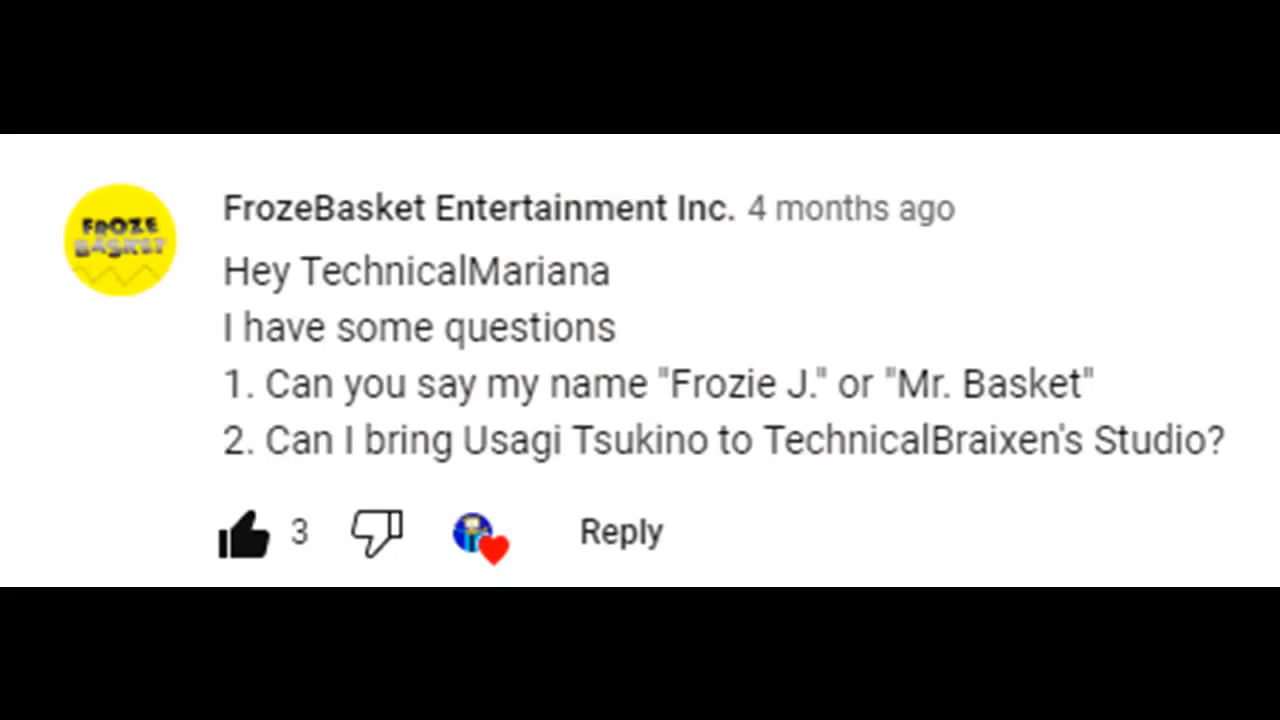 FROZE
BASKET
FrozeBasket Entertainment Inc. 4 months ago
Hey TechnicalMariana
I have some questions
1. Can you say my name "Frozie J." or "Mr. Basket"
2. Can I bring Usagi Tsukino to TechnicalBraixen's Studio?
3 Reply